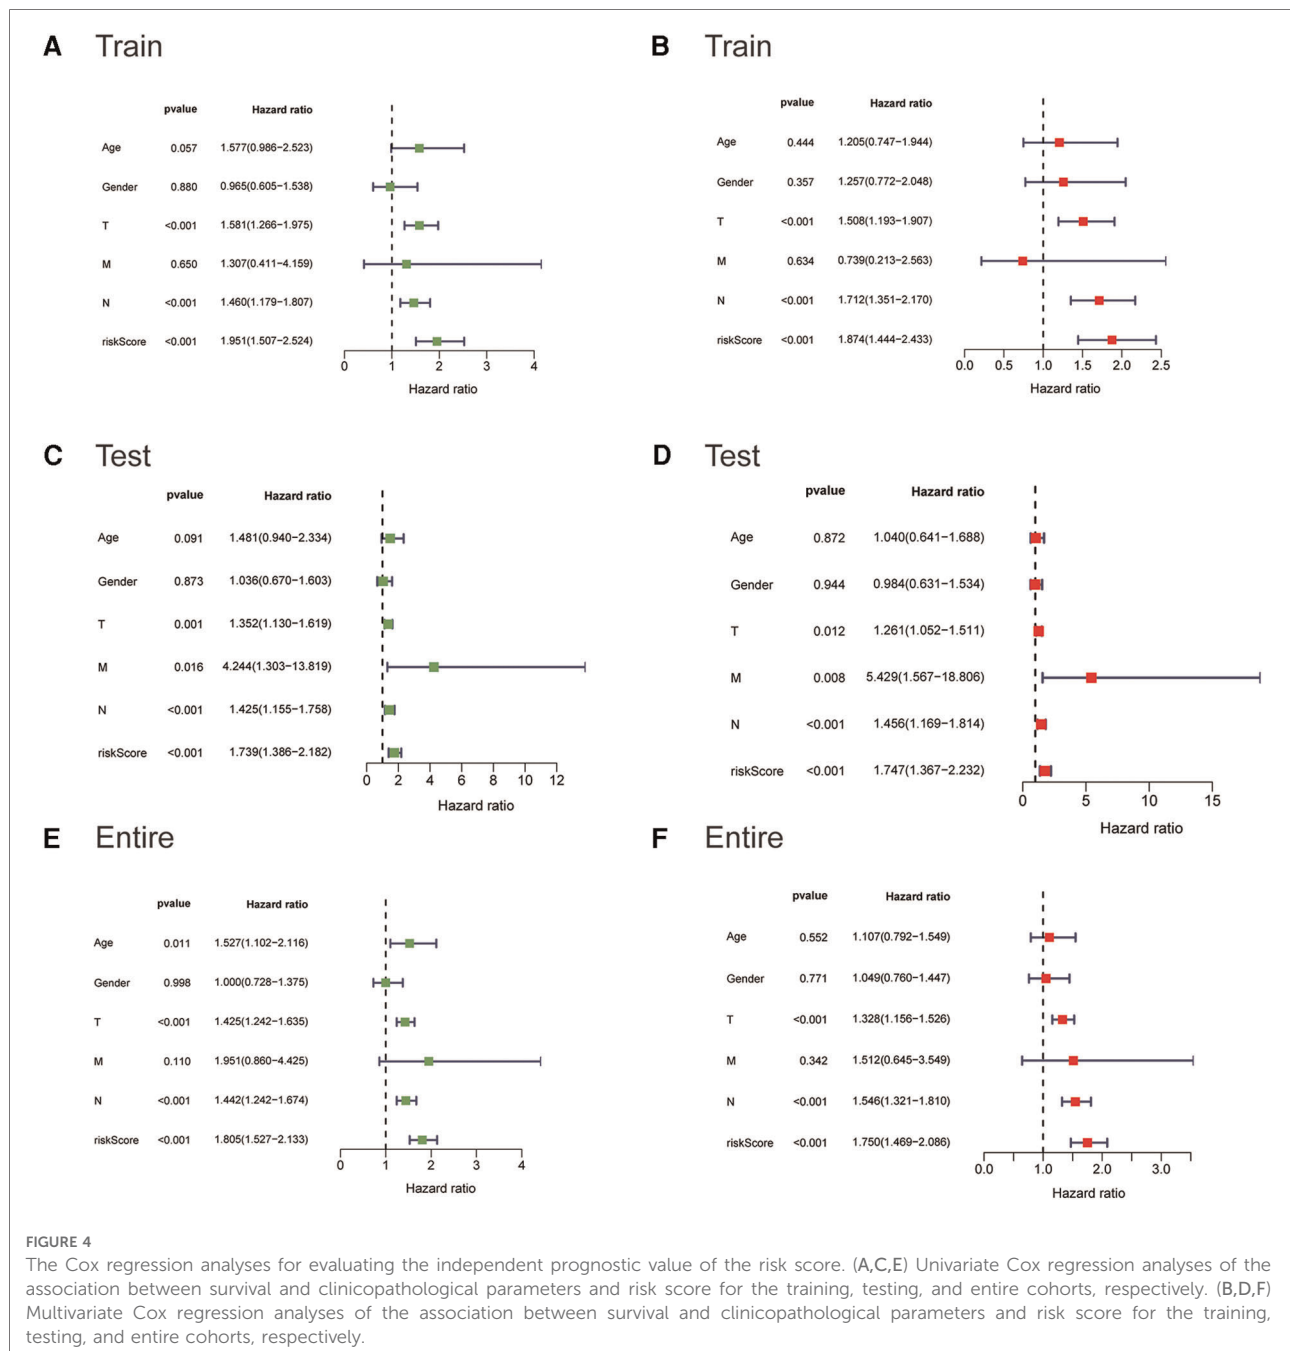 A Train
pvalue Hazard ratio
Age 0.057 1.577(0.986−2.523)
Gender 0.880 0.965(0.605−1.538)
T <0.001 1.581(1.266−1.975)
M 0.650 1.307(0.411−4.159)
N <0.001 1.460(1.179−1.807)
riskScore <0.001 1.951(1.507−2.524)
0 1 2 3 4
Hazard ratio
B Train
pvalue Hazard ratio
Age 0.444 1.205(0.747−1.944)
Gender 0.357 1.257(0.772−2.048)
T <0.001 1.508(1.193−1.907)
M 0.634 0.739(0.213−2.563)
N <0.001 1.712(1.351−2.170)
riskScore <0.001 1.874(1.444−2.433)
0.0 0.5 1.0 1.5 2.0 2.5
Hazard ratio
C Test
pvalue Hazard ratio
Age 0.091 1.481(0.940−2.334)
Gender 0.873 1.036(0.670−1.603)
T 0.001 1.352(1.130−1.619)
M 0.016 4.244(1.303−13.819)
N <0.001 1.425(1.155−1.758)
riskScore <0.001 1.739(1.386−2.182)
0 2 4 6 8 10 12
Hazard ratio
D Test
pvalue Hazard ratio
Age 0.872 1.040(0.641−1.688)
Gender 0.944 0.984(0.631−1.534)
T 0.012 1.261(1.052−1.511)
M 0.008 5.429(1.567−18.806)
N <0.001 1.456(1.169−1.814)
riskScore <0.001 1.747(1.367−2.232)
0 5 10 15
Hazard ratio
E Entire
pvalue Hazard ratio
Age 0.011 1.527(1.102−2.116)
Gender 0.998 1.000(0.728−1.375)
T <0.001 1.425(1.242−1.635)
M 0.110 1.951(0.860−4.425)
N <0.001 1.442(1.242−1.674)
riskScore <0.001 1.805(1.527−2.133)
0 1 2 3 4
Hazard ratio
F Entire
pvalue Hazard ratio
Age 0.552 1.107(0.792−1.549)
Gender 0.771 1.049(0.760−1.447)
T <0.001 1.328(1.156−1.526)
M 0.342 1.512(0.645−3.549)
N <0.001 1.546(1.321−1.810)
riskScore <0.001 1.750(1.469−2.086)
0.0 1.0 2.0 3.0
Hazard ratio
FIGURE 4
The Cox regression analyses for evaluating the independent prognostic value of the risk score. (A,C,E) Univariate Cox regression analyses of the
association between survival and clinicopathological parameters and risk score for the training, testing, and entire cohorts, respectively. (B,D,F)
Multivariate Cox regression analyses of the association between survival and clinicopathological parameters and risk score for the training,
testing, and entire cohorts, respectively.